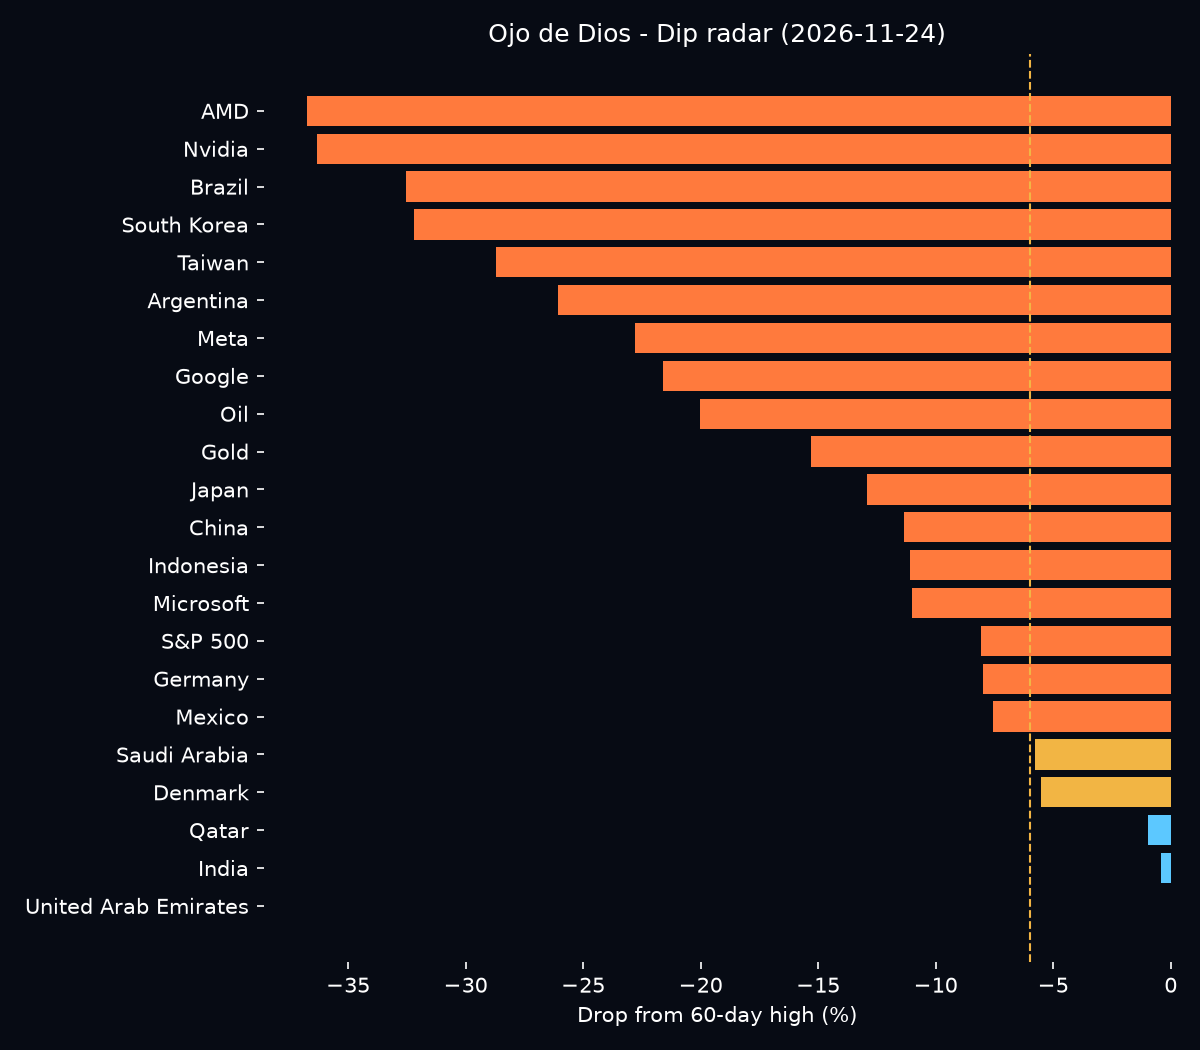 Ojo de Dios - Dip radar (2026-11-24)
AMD
Nvidia
Brazil
South Korea
Taiwan
Argentina
Meta
Google
Oil
Gold
Japan
China
Indonesia
Microsoft
S&P 500
Germany
Mexico
Saudi Arabia
Denmark
Qatar
India
United Arab Emirates
−35 −30 −25 −20 −15 −10 −5 0
Drop from 60-day high (%)